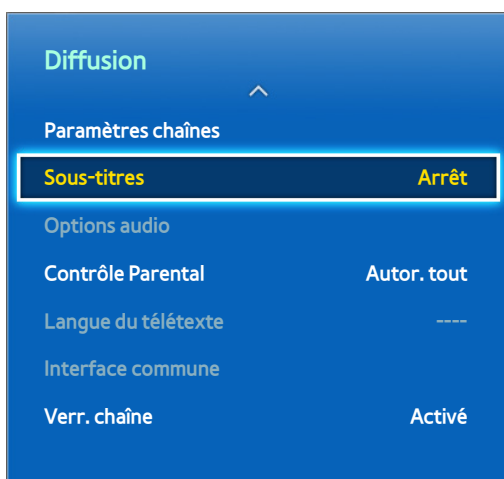 Diffusion
Paramètres chaînes
Sous-titres Arrêt
Options audio
Contrôle Parental Autor. tout
Langue du télétexte ----
Interface commune
Verr. chaîne Activé